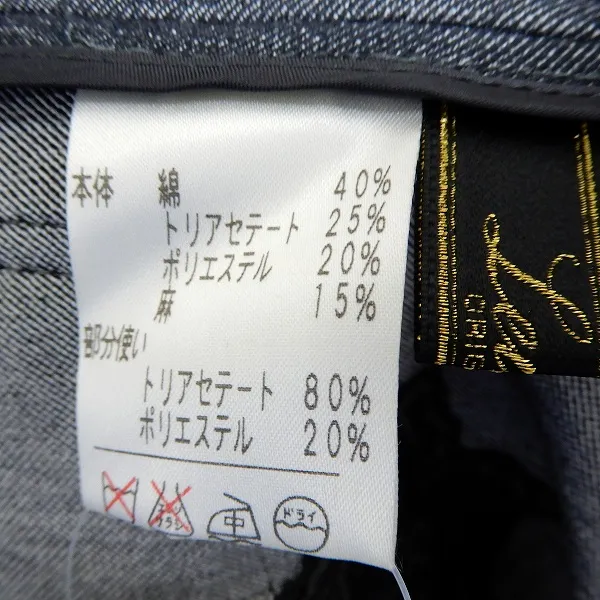 本体 綿 40%
トリアセテート 25%
ポリエステル 20%
麻 15%
部分使い
トリアセテート 80%
ポリエステル 20%
中 ドライ
GRIS